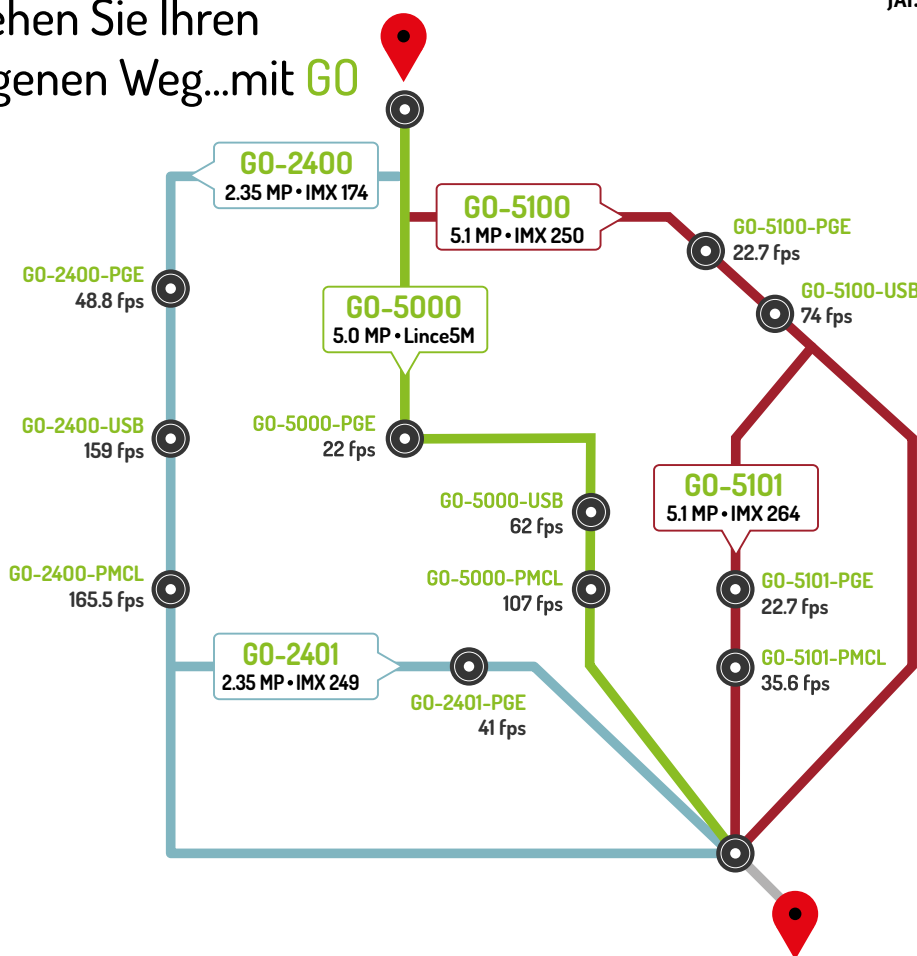 ehen Sie Ihren
genen Weg...mit GO
JAI.
GO-2400
2.35 MP • IMX 174
GO-5100
5.1 MP • IMX 250
GO-5100-PGE
22.7 fps
GO-2400-PGE
48.8 fps
GO-5100-USB
74 fps
GO-5000
5.0 MP • Lince5M
GO-2400-USB
159 fps
GO-5000-PGE
22 fps
GO-5000-USB
62 fps
GO-5101
5.1 MP • IMX 264
GO-2400-PMCL
165.5 fps
GO-5000-PMCL
107 fps
GO-5101-PGE
22.7 fps
GO-2401
2.35 MP • IMX 249
GO-5101-PMCL
35.6 fps
GO-2401-PGE
41 fps